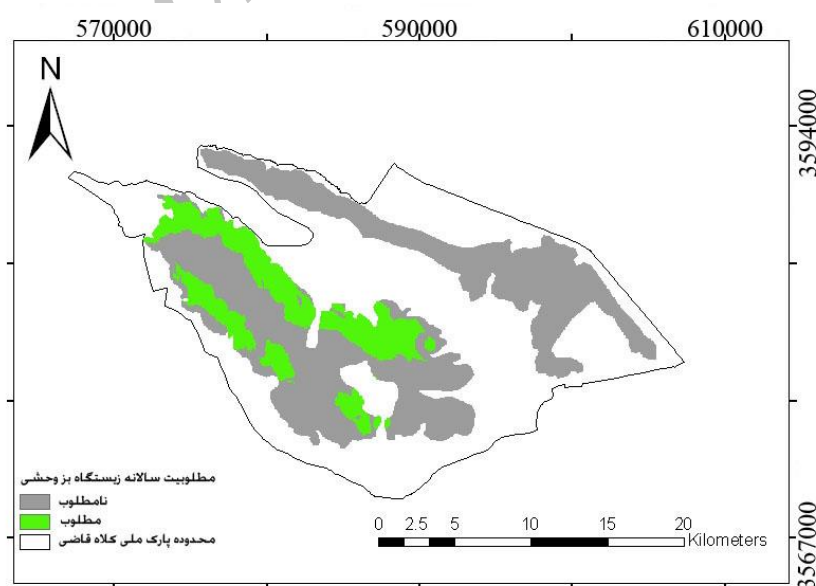 570000 590000 610000
N
3594000
3567000
مطلوبیت سالانه زیستگاه بز وحشی
نامطلوب
مطلوب
محدوده پارک ملی کلاه قاضی
0 2.5 5 10 15 20
Kilometers